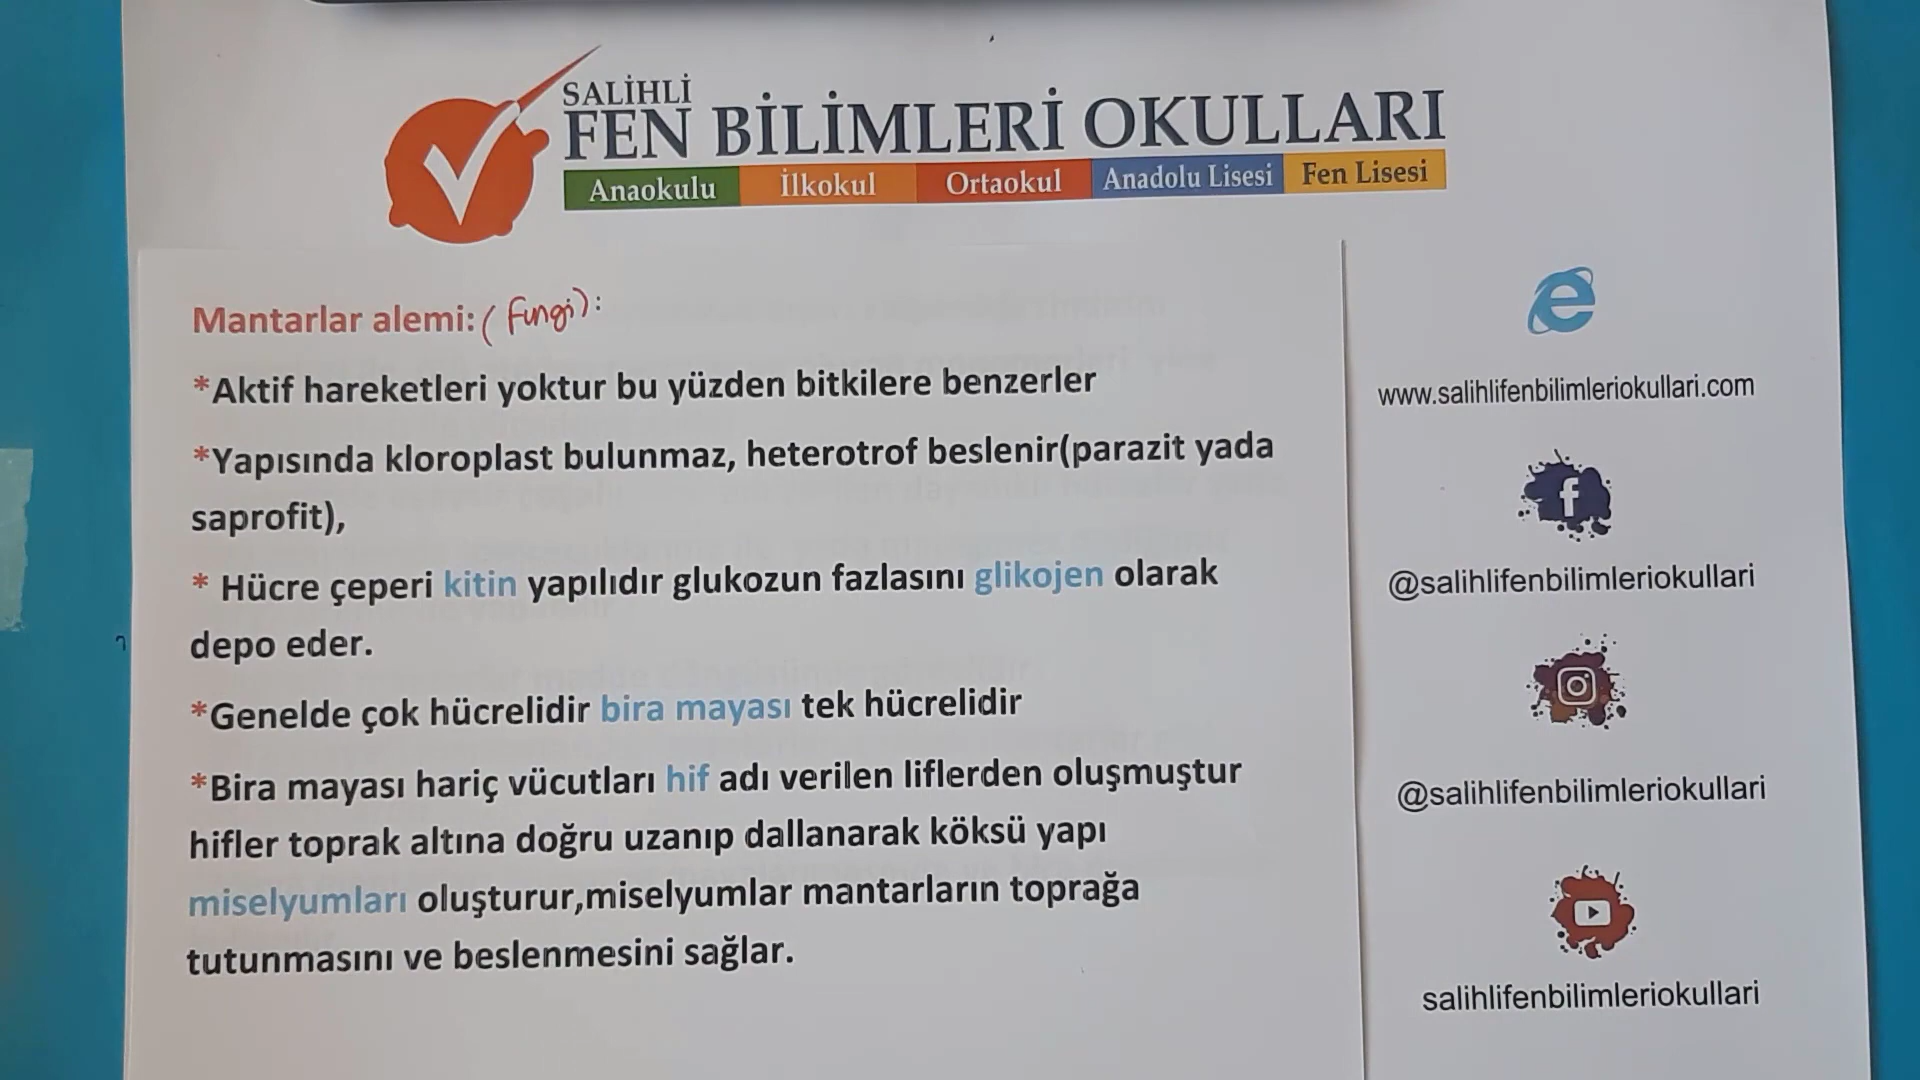 SALİHLİ
FEN BİLİMLERİ OKULLARI
Anaokulu İlkokul Ortaokul Anadolu Lisesi Fen Lisesi
Mantarlar alemi: (Fungi):
*Aktif hareketleri yoktur bu yüzden bitkilere benzerler
*Yapısında kloroplast bulunmaz, heterotrof beslenir(parazit yada
saprofit),
* Hücre çeperi kitin yapılıdır glukozun fazlasını glikojen olarak
depo eder.
*Genelde çok hücrelidir bira mayası tek hücrelidir
*Bira mayası hariç vücutları hif adı verilen liflerden oluşmuştur
hifler toprak altına doğru uzanıp dallanarak köksü yapı
miselyumları oluşturur,miselyumlar mantarların toprağa
tutunmasını ve beslenmesini sağlar.
www.salihlifenbilimleriokullari.com
@salihlifenbilimleriokullari
@salihlifenbilimleriokullari
salihlifenbilimleriokullari